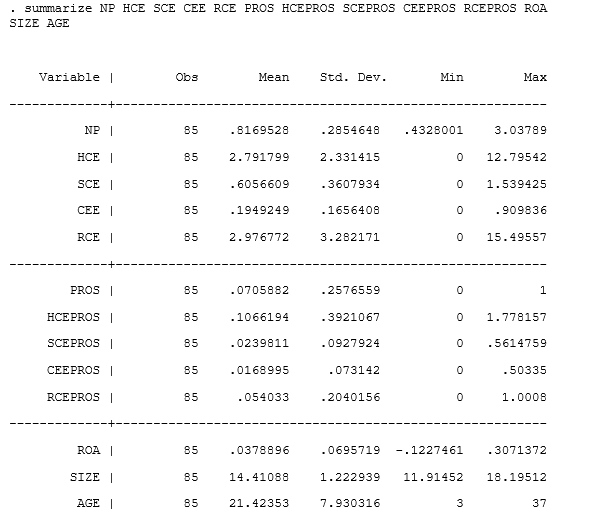 . summarize NP HCE SCE CEE RCE PROS HCEPROS SCEPROS CEEPROS RCEPROS ROA
SIZE AGE
Variable | Obs Mean Std. Dev. Min Max
-------------+--------------------------------------------------------
NP | 85 .8169528 .2854648 .4328001 3.03789
HCE | 85 2.791799 2.331415 0 12.79542
SCE | 85 .6056609 .3607934 0 1.539425
CEE | 85 .1949249 .1656408 0 .909836
RCE | 85 2.976772 3.282171 0 15.49557
-------------+--------------------------------------------------------
PROS | 85 .0705882 .2576559 0 1
HCEPROS | 85 .1066194 .3921067 0 1.778157
SCEPROS | 85 .0239811 .0927924 0 .5614759
CEEPROS | 85 .0168995 .073142 0 .50335
RCEPROS | 85 .054033 .2040156 0 1.0008
-------------+--------------------------------------------------------
ROA | 85 .0378896 .0695719 -.1227461 .3071372
SIZE | 85 14.41088 1.222939 11.91452 18.19512
AGE | 85 21.42353 7.930316 3 37